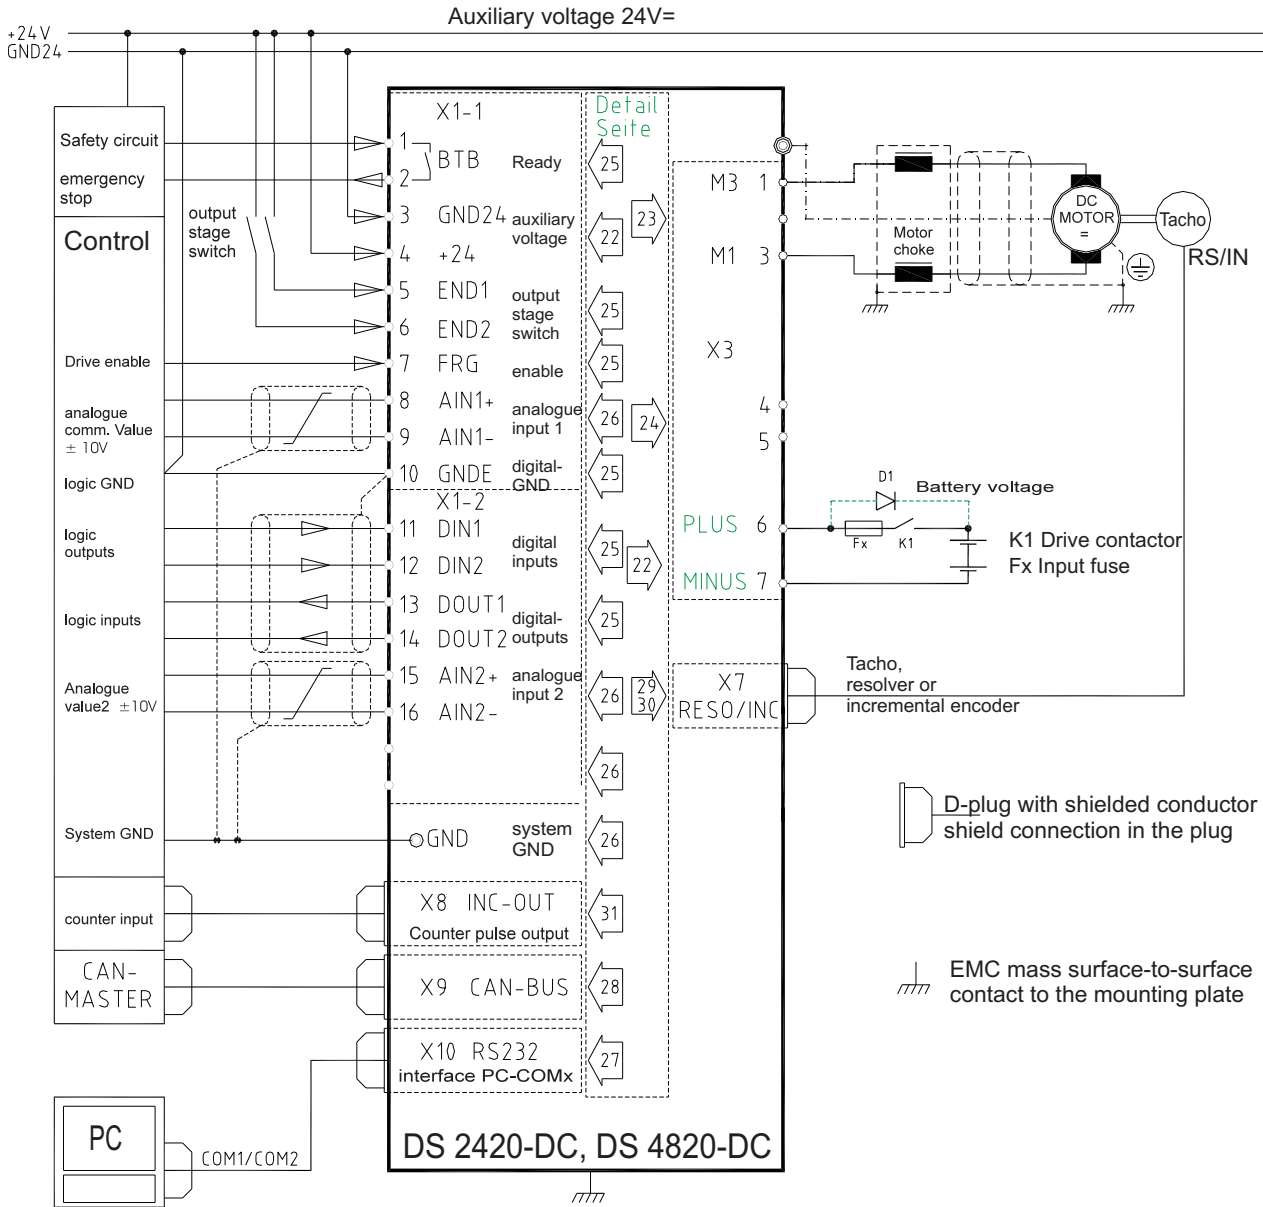 Auxiliary voltage 24V=
+24V
GND24
Safety circuit
emergency
stop
Control
output
stage
switch
Drive enable
analogue
comm. Value
± 10V
logic GND
logic
outputs
logic inputs
Analogue
value2 ±10V
System GND
counter input
CAN-
MASTER
PC
COM1/COM2
X1-1
1
BTB
Ready
2
3 GND24
auxiliary
voltage
4 +24
5 END1
output
stage
switch
6 END2
7 FRG
enable
8 AIN1+
analogue
input 1
9 AIN1-
10 GNDE
digital-
GND
X1-2
11 DIN1
digital
inputs
12 DIN2
13 DOUT1
digital-
outputs
14 DOUT2
15 AIN2+
analogue
input 2
16 AIN2-
GND
system
GND
X8 INC-OUT
Counter pulse output
X9 CAN-BUS
X10 RS232
interface PC-COMx
Detail
Seite
25
23
22
25
25
26
24
25
25
22
25
26
29
30
26
26
31
28
27
M3 1
M1 3
X3
4
5
PLUS 6
MINUS 7
X7
RESO/INC
DS 2420-DC, DS 4820-DC
Motor
choke
DC
MOTOR
=
Tacho
RS/IN
D1
Battery voltage
Fx
K1
K1 Drive contactor
Fx Input fuse
Tacho,
resolver or
incremental encoder
D-plug with shielded conductor
shield connection in the plug
EMC mass surface-to-surface
contact to the mounting plate